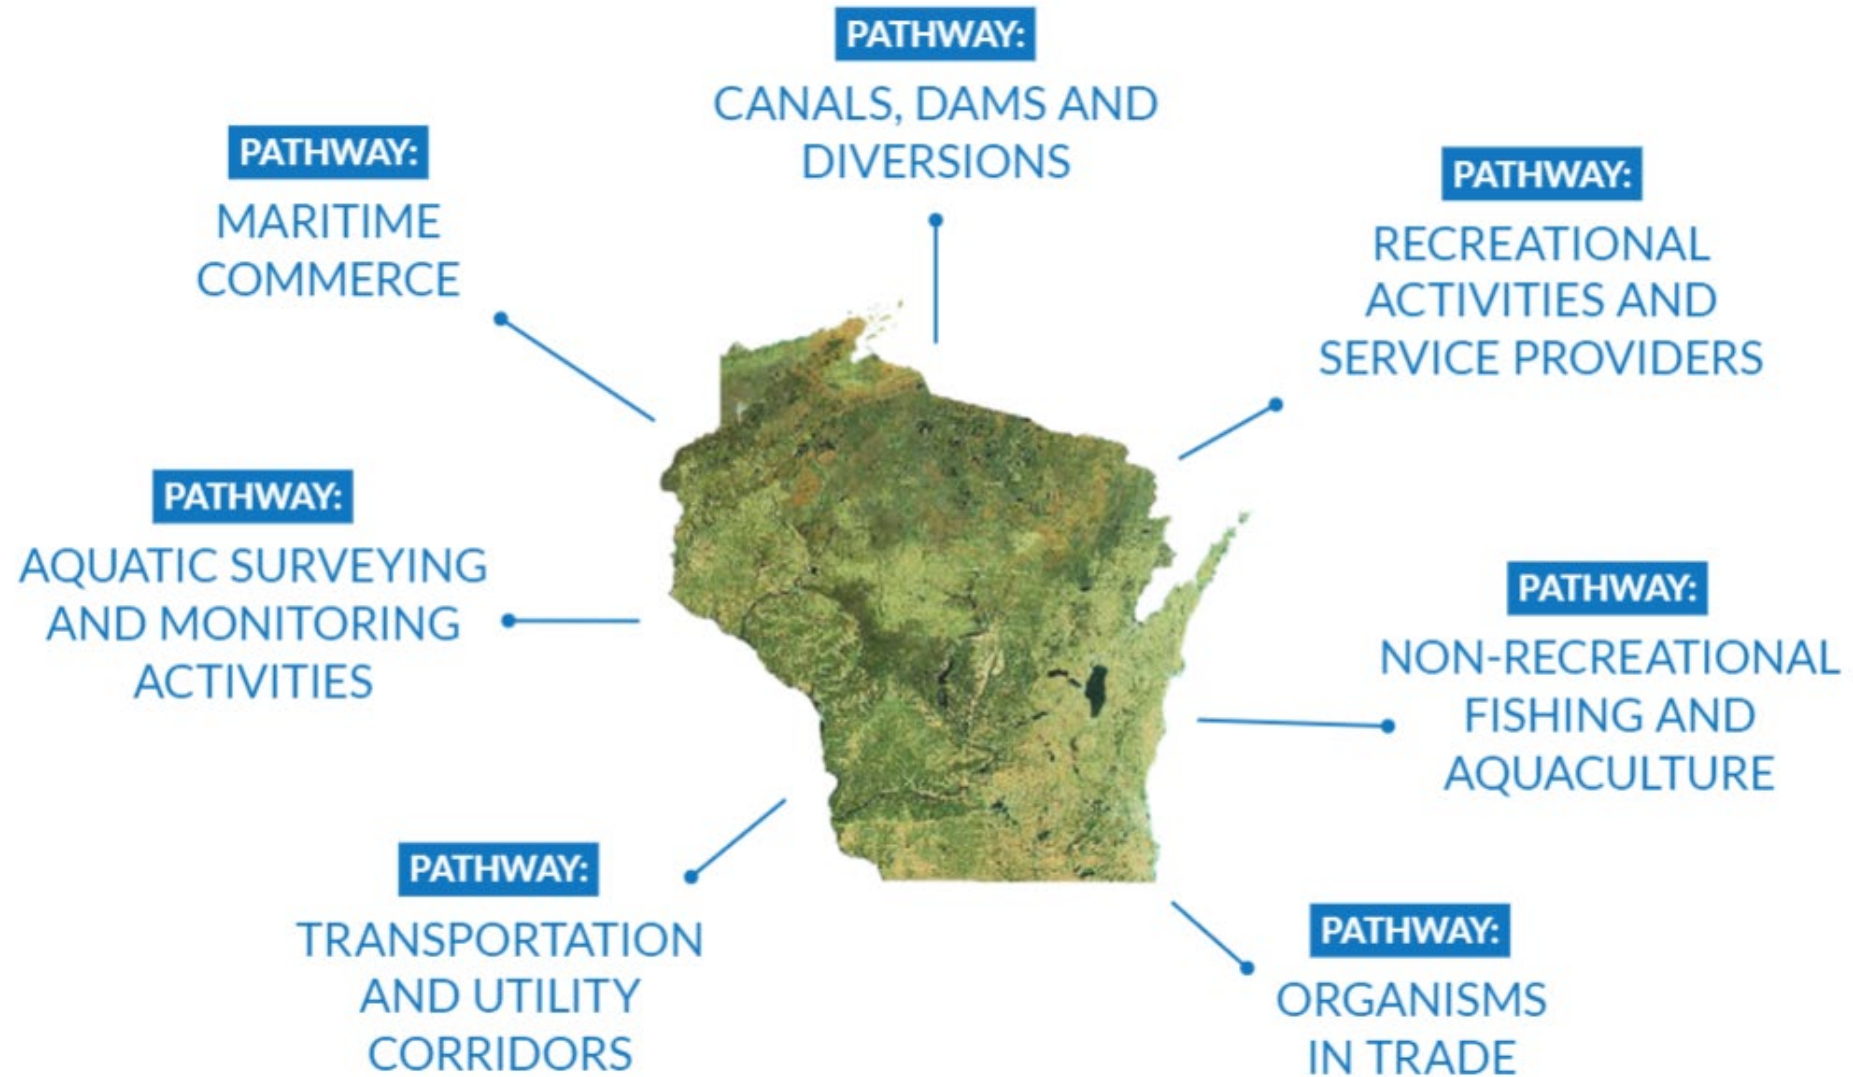 PATHWAY:
CANALS, DAMS AND
DIVERSIONS
PATHWAY:
MARITIME
COMMERCE
PATHWAY:
RECREATIONAL
ACTIVITIES AND
SERVICE PROVIDERS
PATHWAY:
AQUATIC SURVEYING
AND MONITORING
ACTIVITIES
PATHWAY:
NON-RECREATIONAL
FISHING AND
AQUACULTURE
PATHWAY:
TRANSPORTATION
AND UTILITY
CORRIDORS
PATHWAY:
ORGANISMS
IN TRADE